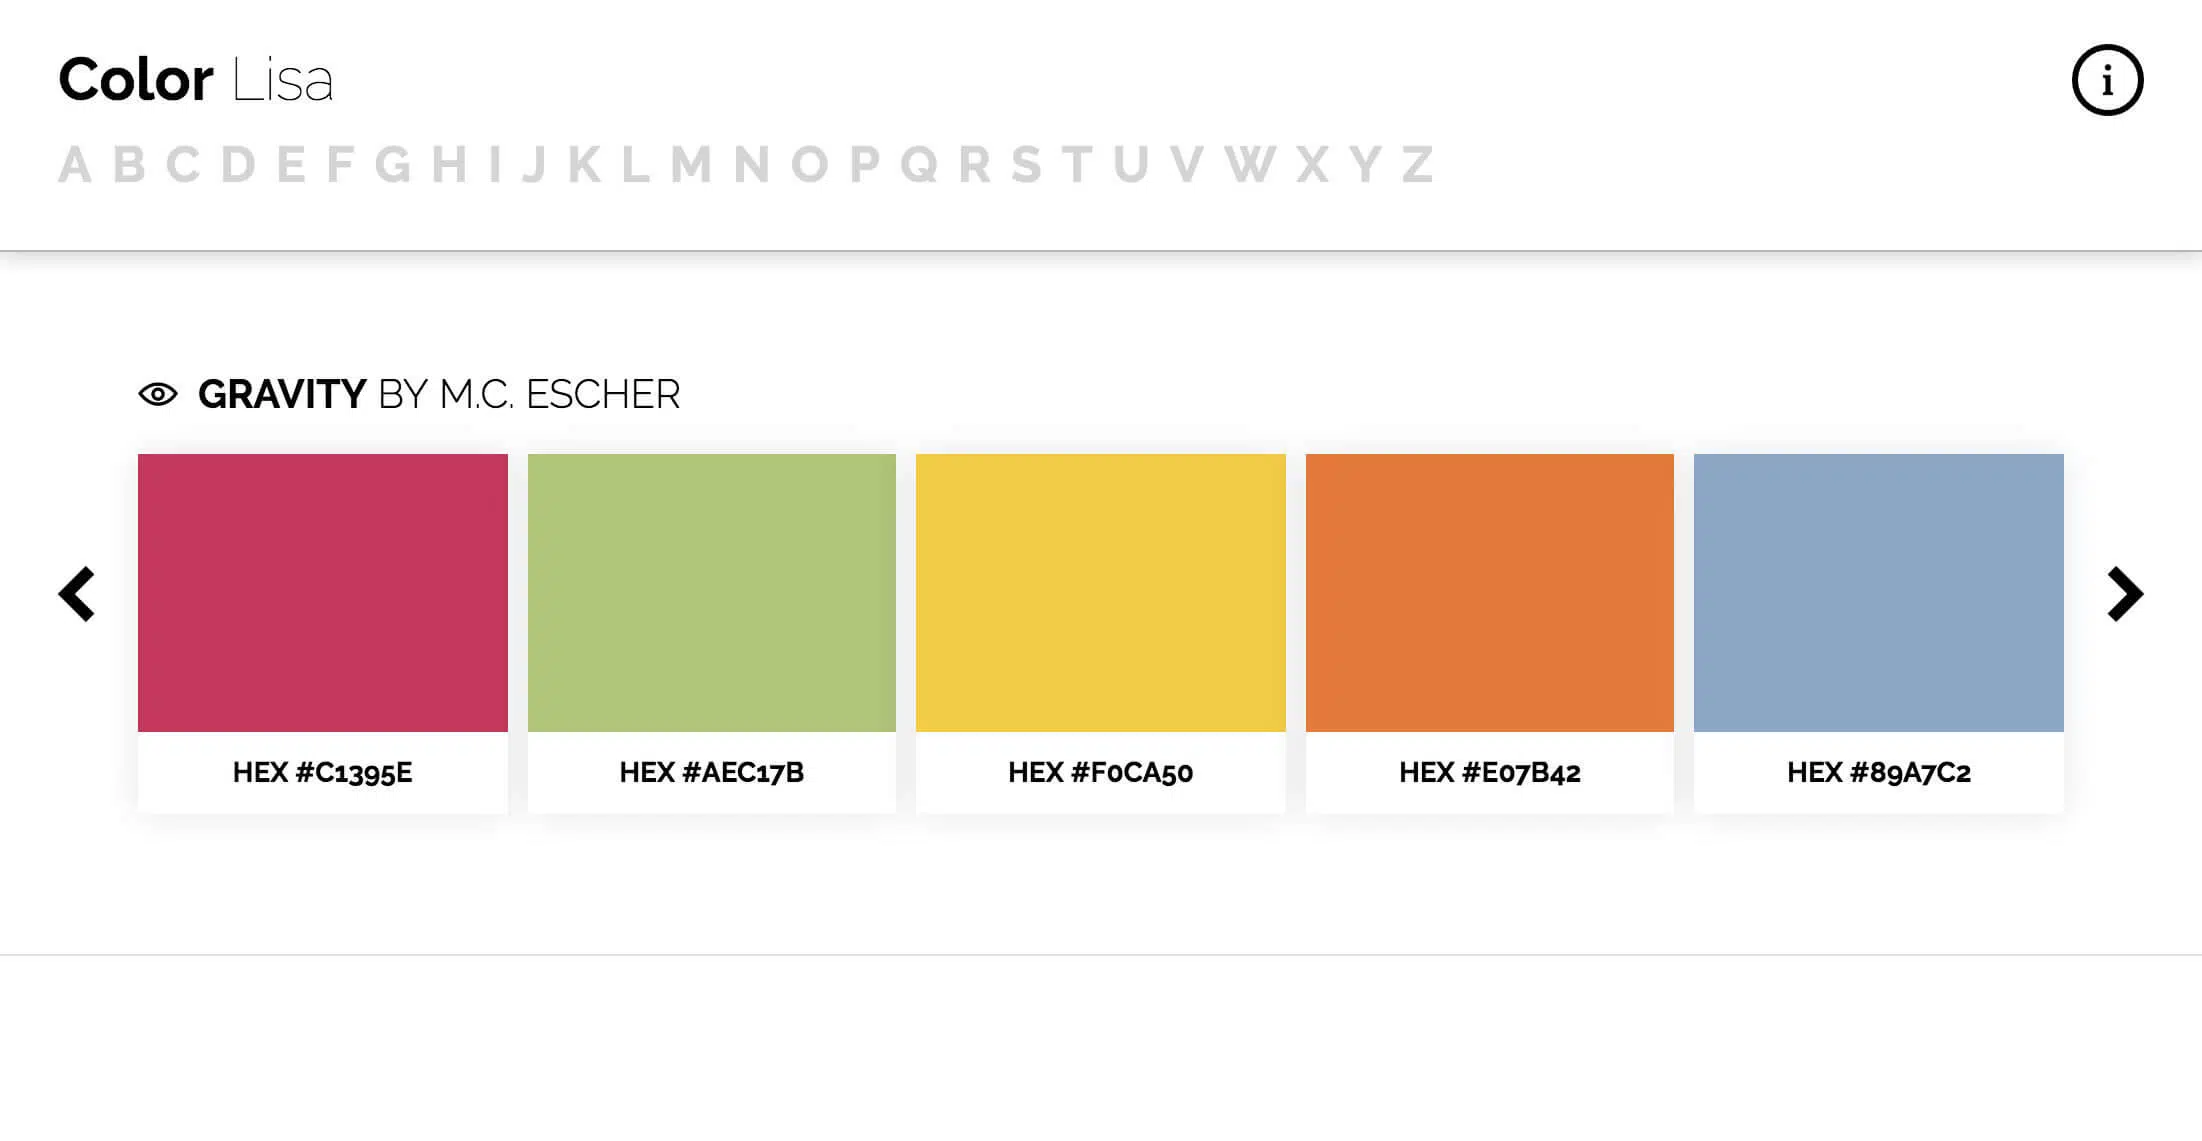 Color Lisa
i
A B C D E F G H I J K L M N O P Q R S T U V W X Y Z
GRAVITY BY M.C. ESCHER
HEX #C1395E
HEX #AEC17B
HEX #F0CA50
HEX #E07B42
HEX #89A7C2